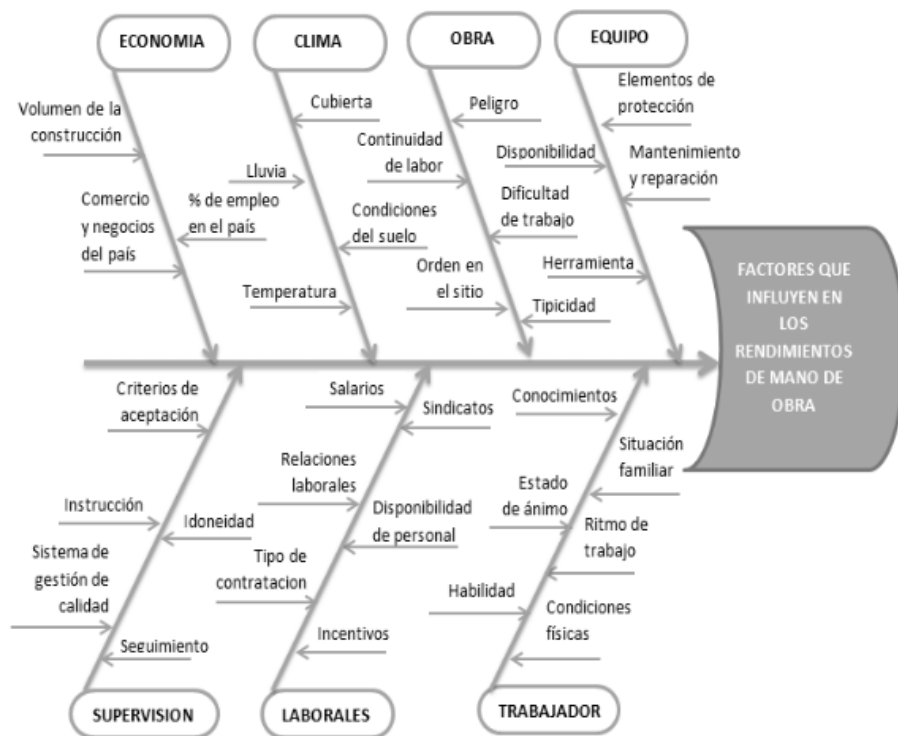 ECONOMIA
CLIMA
OBRA
EQUIPO
Volumen de la
construcción
Comercio
y negocios
del país
% de empleo
en el país
Cubierta
Lluvia
Condiciones
del suelo
Temperatura
Peligro
Continuidad
de labor
Dificultad
de trabajo
Orden en
el sitio
Tipicidad
Elementos de
protección
Disponibilidad
Mantenimiento
y reparación
Herramienta
FACTORES QUE
INFLUYEN EN
LOS
RENDIMIENTOS
DE MANO DE
OBRA
Criterios de
aceptación
Instrucción
Idoneidad
Sistema de
gestión de
calidad
Seguimiento
Salarios
Sindicatos
Relaciones
laborales
Disponibilidad
de personal
Tipo de
contratacion
Incentivos
Conocimientos
Situación
familiar
Estado
de ánimo
Ritmo de
trabajo
Habilidad
Condiciones
físicas
SUPERVISION
LABORALES
TRABAJADOR